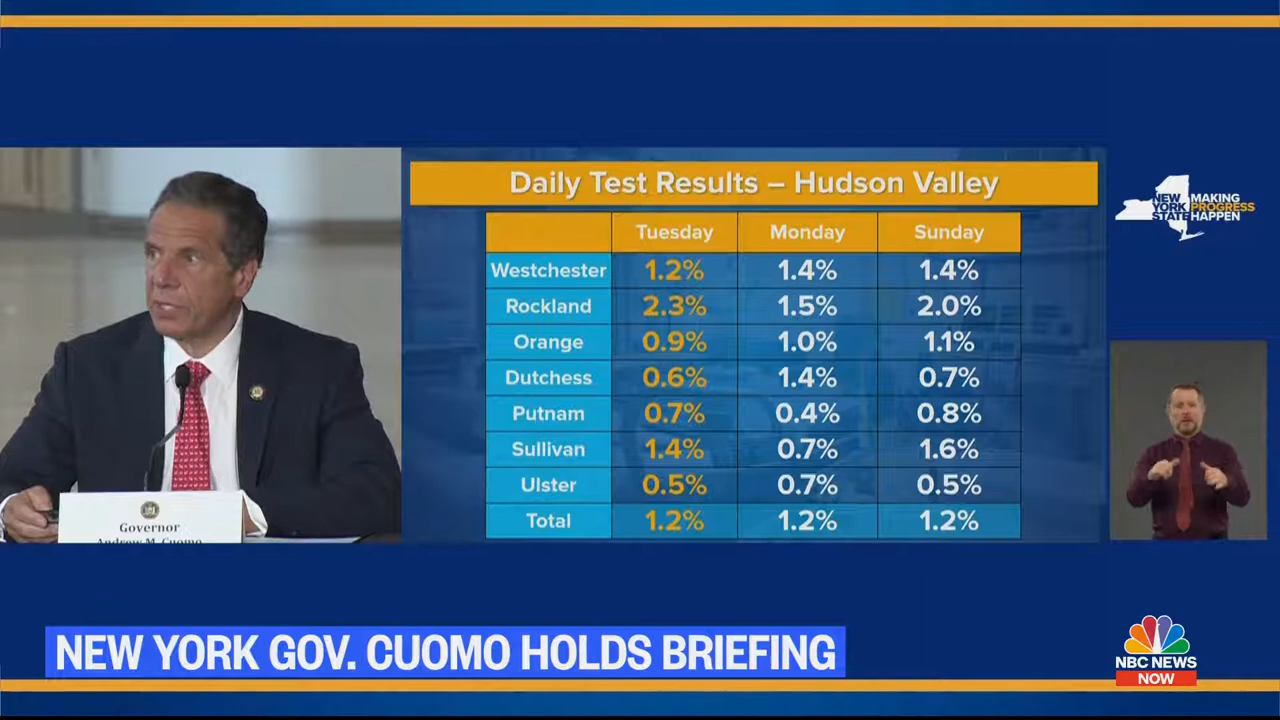 Daily Test Results – Hudson Valley
Tuesday Monday Sunday
Westchester 1.2% 1.4% 1.4%
Rockland 2.3% 1.5% 2.0%
Orange 0.9% 1.0% 1.1%
Dutchess 0.6% 1.4% 0.7%
Putnam 0.7% 0.4% 0.8%
Sullivan 1.4% 0.7% 1.6%
Ulster 0.5% 0.7% 0.5%
Total 1.2% 1.2% 1.2%
NEW YORK STATE
MAKING
PROGRESS
HAPPEN
Governor
Andrew M. Cuomo
NEW YORK GOV. CUOMO HOLDS BRIEFING
NBC NEWS
NOW